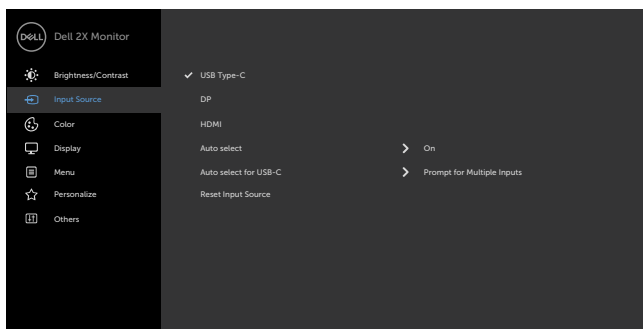 DELL Dell 2X Monitor
Brightness/Contrast
USB Type-C
Input Source
DP
Color
HDMI
Display
Auto select
On
Menu
Auto select for USB-C
Prompt for Multiple Inputs
Personalize
Reset Input Source
Others